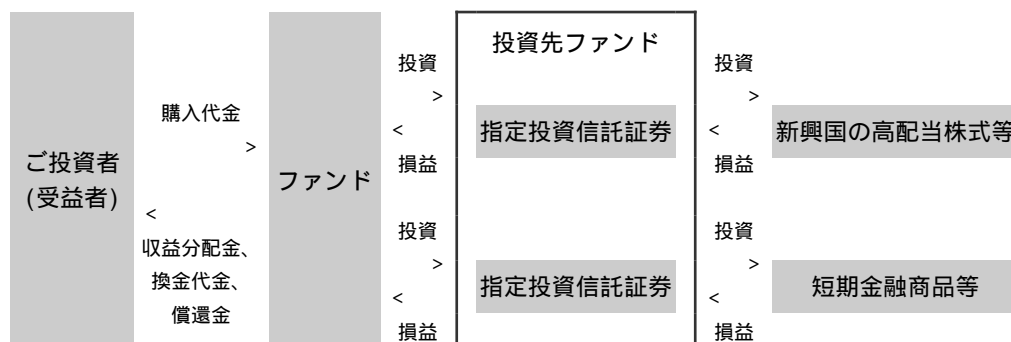 ご投資者
(受益者)
購入代金
>
<
収益分配金、
換金代金、
償還金
ファンド
投資
>
<
損益
投資
>
<
損益
投資先ファンド
指定投資信託証券
指定投資信託証券
投資
>
<
損益
投資
>
<
損益
新興国の高配当株式等
短期金融商品等